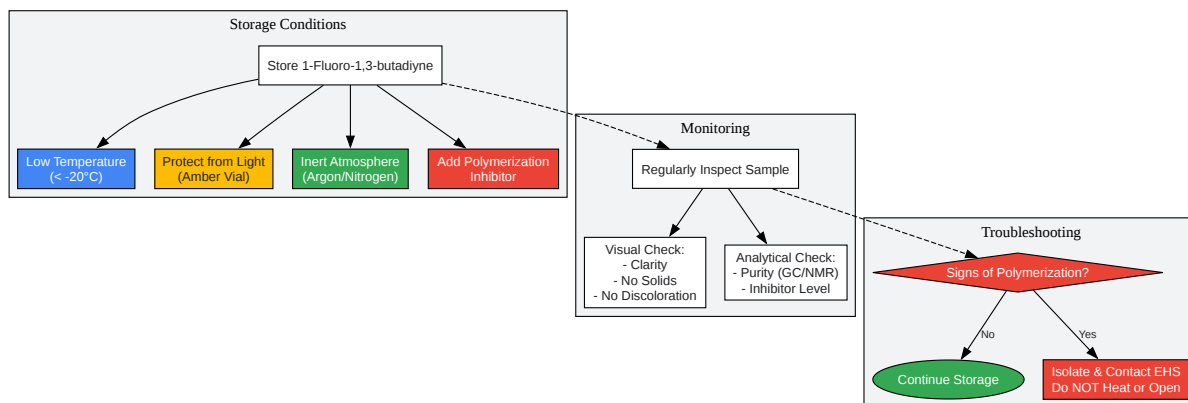 Storage Conditions
Store 1-Fluoro-1,3-butadiyne
Low Temperature
(< -20°C)
Protect from Light
(Amber Vial)
Inert Atmosphere
(Argon/Nitrogen)
Add Polymerization
Inhibitor
Monitoring
Regularly Inspect Sample
Visual Check:
- Clarity
- No Solids
- No Discoloration
Analytical Check:
- Purity (GC/NMR)
- Inhibitor Level
Troubleshooting
Signs of Polymerization?
No
Yes
Continue Storage
Isolate & Contact EHS
Do NOT Heat or Open